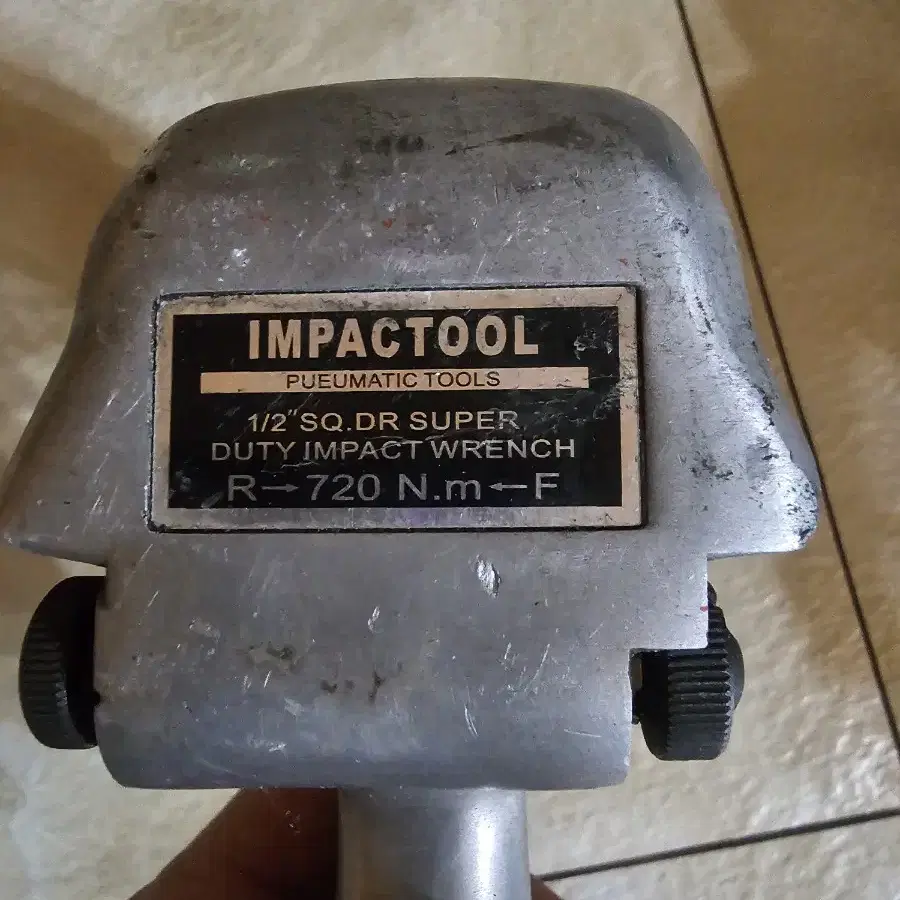 IMPACTOOL
PUEUMATIC TOOLS
1/2" SQ.DR SUPER
DUTY IMPACT WRENCH
R→720 N.m←F